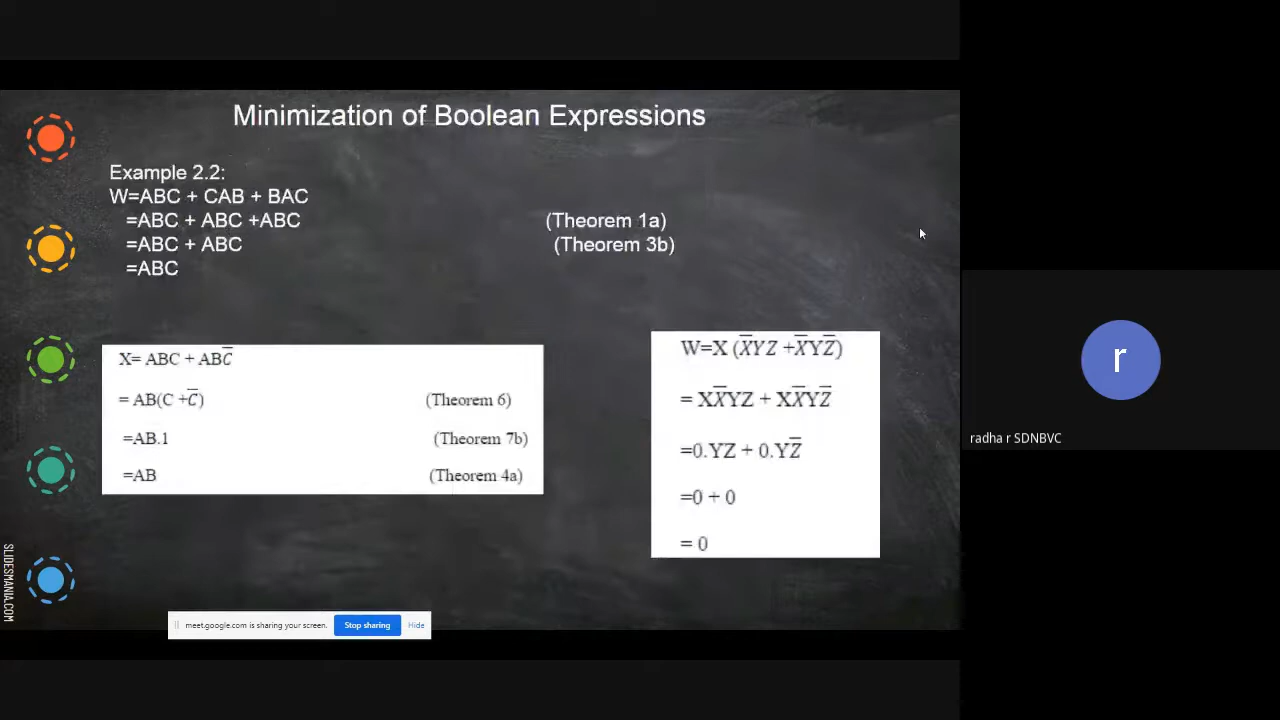 Minimization of Boolean Expressions
Example 2.2:
W=ABC + CAB + BAC
=ABC + ABC +ABC (Theorem 1a)
=ABC + ABC (Theorem 3b)
=ABC
X= ABC + ABC̅
= AB(C +C̅) (Theorem 6)
=AB.1 (Theorem 7b)
=AB (Theorem 4a)
W=X (X̅YZ +X̅YZ̅)
= XX̅YZ + XX̅YZ̅
=0.YZ + 0.YZ̅
=0 + 0
= 0
SLIDESMANIA.COM
meet.google.com is sharing your screen. Stop sharing Hide
r
radha r SDNBVC